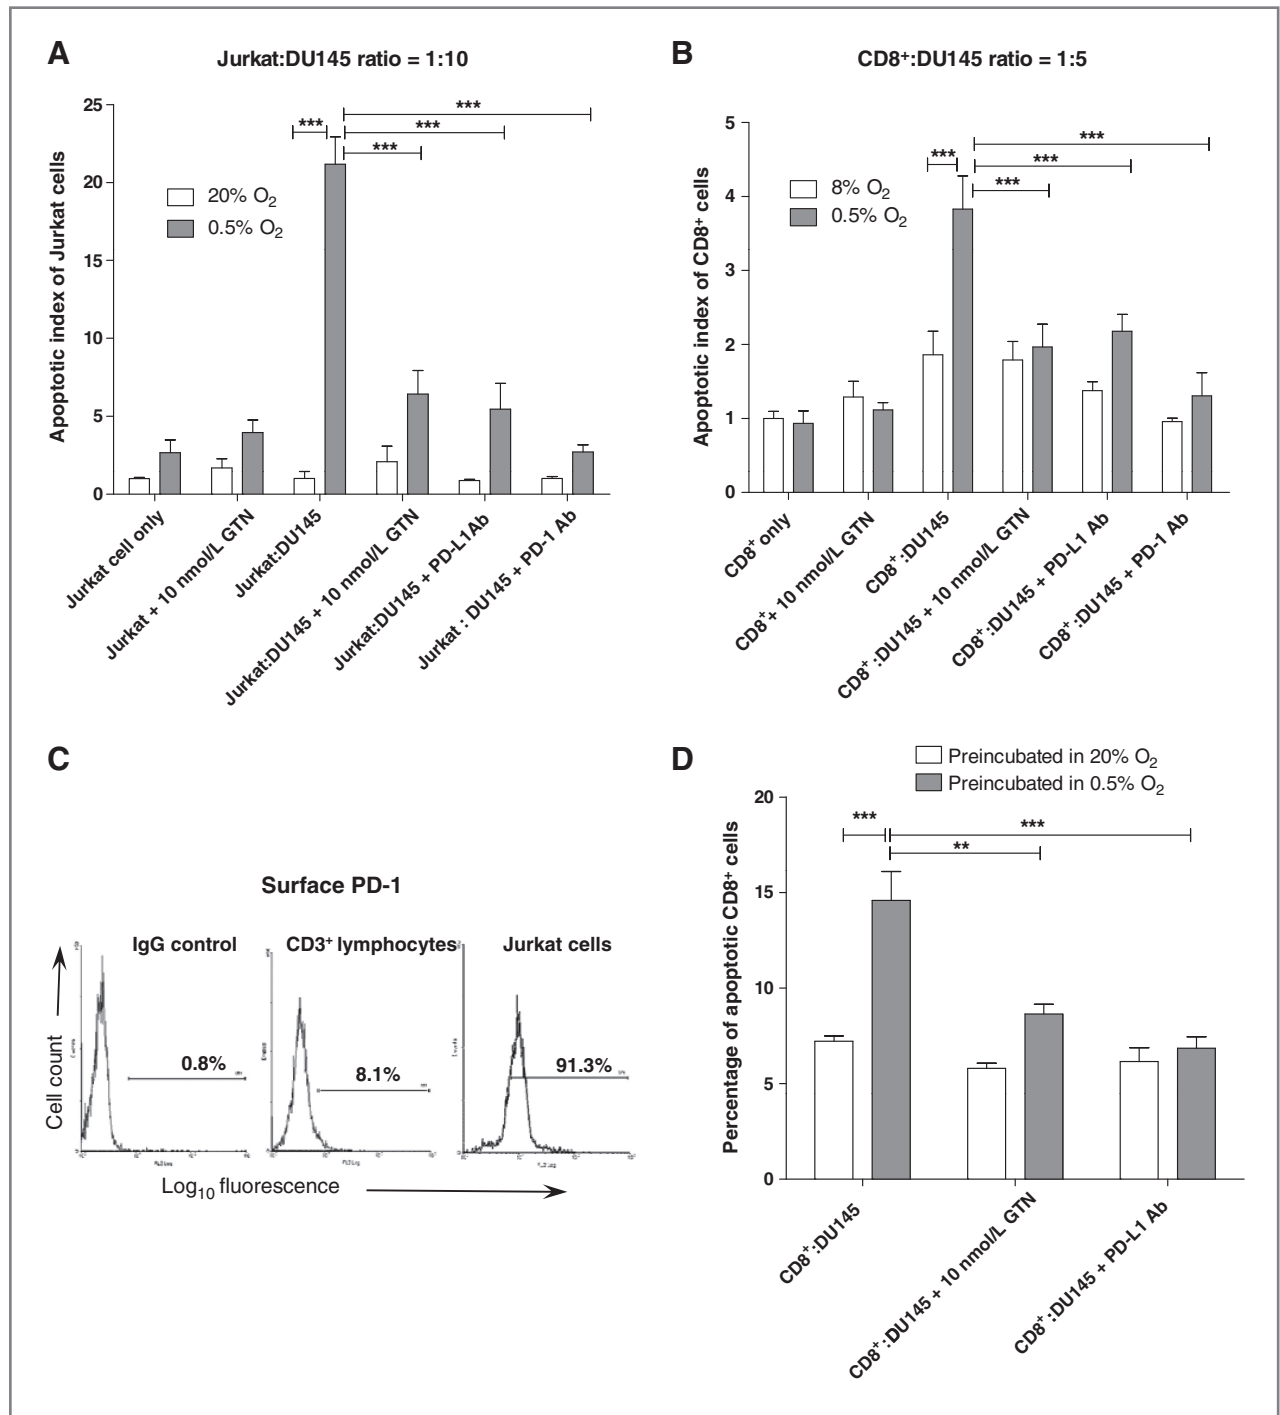 A
Jurkat:DU145 ratio = 1:10
Apoptotic index of Jurkat cells
25
20
15
10
5
0
20% O₂
0.5% O₂
***
***
***
***
Jurkat cell only
Jurkat + 10 nmol/L GTN
Jurkat:DU145
Jurkat:DU145 + 10 nmol/L GTN
Jurkat:DU145 + PD-L1Ab
Jurkat : DU145 + PD-1 Ab
B
CD8⁺:DU145 ratio = 1:5
Apoptotic index of CD8⁺ cells
5
4
3
2
1
0
8% O₂
0.5% O₂
***
***
***
***
CD8⁺ only
CD8⁺+ 10 nmol/L GTN
CD8⁺:DU145
CD8⁺:DU145 + 10 nmol/L GTN
CD8⁺:DU145 + PD-L1 Ab
CD8⁺:DU145 + PD-1 Ab
C
Surface PD-1
IgG control
CD3⁺ lymphocytes
Jurkat cells
0.8%
8.1%
91.3%
Cell count
Log₁₀ fluorescence
D
Preincubated in 20% O₂
Preincubated in 0.5% O₂
Percentage of apoptotic CD8⁺ cells
20
15
10
5
0
***
***
**
CD8⁺:DU145
CD8⁺:DU145 + 10 nmol/L GTN
CD8⁺:DU145 + PD-L1 Ab